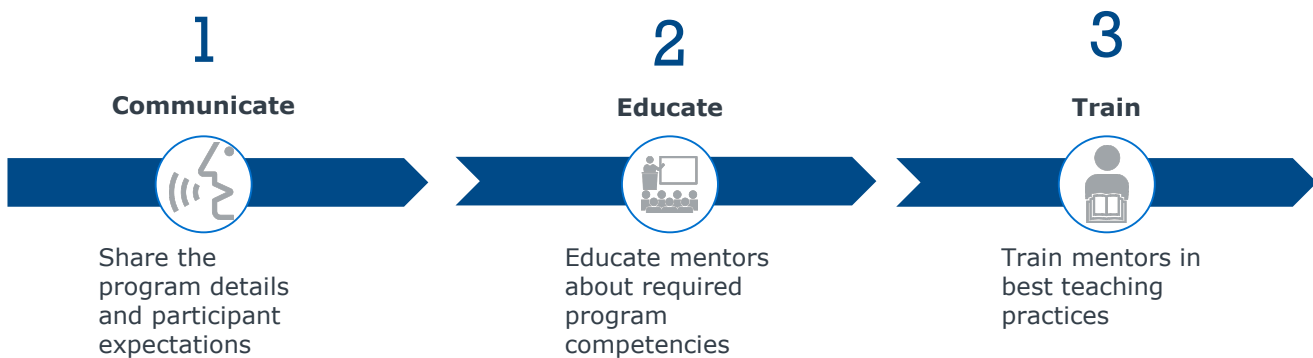 1
Communicate
Share the
program details
and participant
expectations
2
Educate
Educate mentors
about required
program
competencies
3
Train
Train mentors in
best teaching
practices